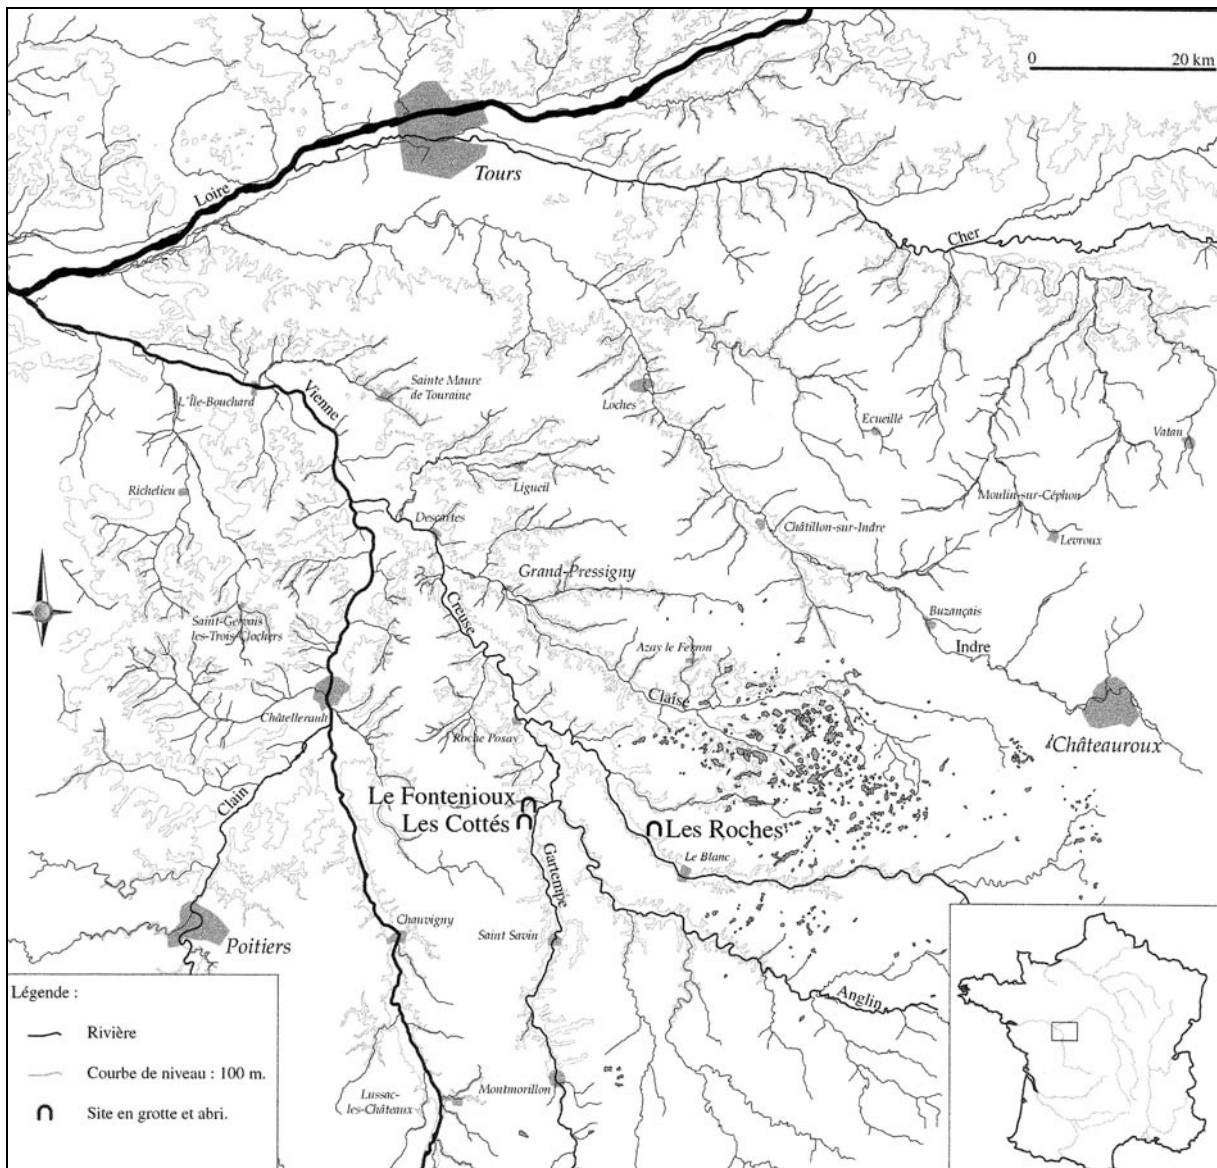 0 20 km
Tours
Loire
Cher
Vienne
Sainte Maure
de Touraine
L'Île-Bouchard
Loches
Ecueillé
Vatan
Richelieu
Ligueil
Descartes
Moulin-sur-Céphon
Châtillon-sur-Indre
Levroux
Grand-Pressigny
Creuse
Saint-Gervais
les-Trois-Clochers
Buzançais
Azay le Ferron
Indre
Claise
Châtellerault
Roche Posay
Châteauroux
Clain
Le Fontenioux
Les Cottés
Les Roches
Le Blanc
Gartempe
Chauvigny
Saint Savin
Poitiers
Anglin
Légende :
Rivière
Courbe de niveau : 100 m.
Site en grotte et abri.
Lussac-
les-Châteaux
Montmorillon